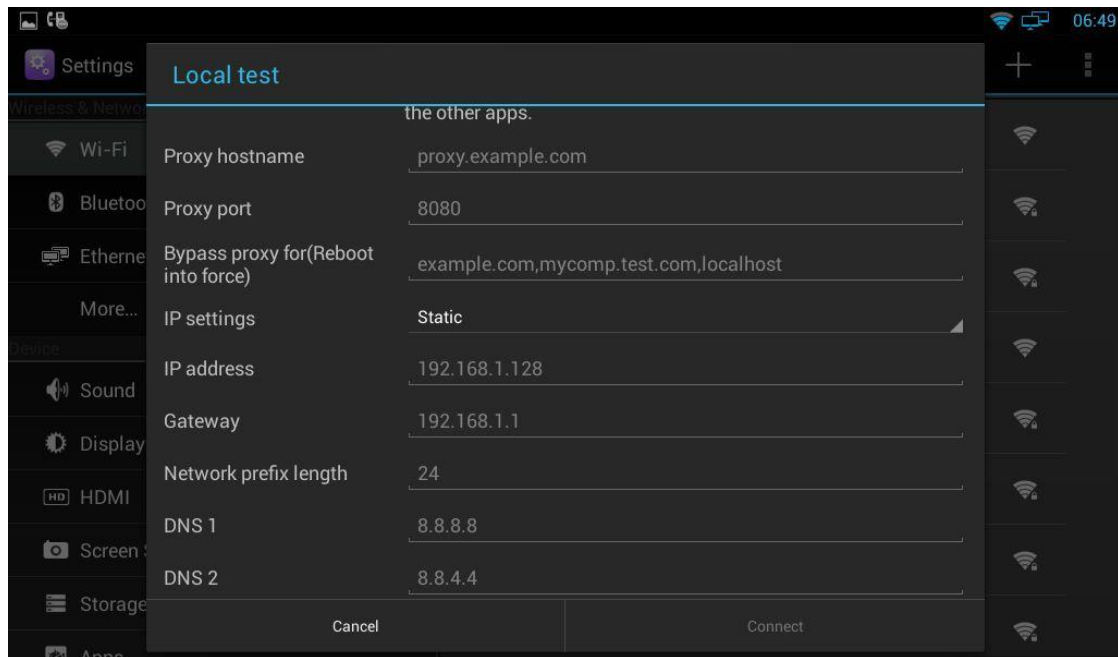 06:49
Settings
Local test
Wireless & Netwo
the other apps.
Wi-Fi
Proxy hostname
proxy.example.com
Bluetoo
Proxy port
8080
Etherne
Bypass proxy for(Reboot
into force)
example.com,mycomp.test.com,localhost
More...
IP settings
Static
Device
IP address
192.168.1.128
Sound
Gateway
192.168.1.1
Display
Network prefix length
24
HD HDMI
DNS 1
8.8.8.8
Screen S
DNS 2
8.8.4.4
Storage
Cancel
Connect
Apps